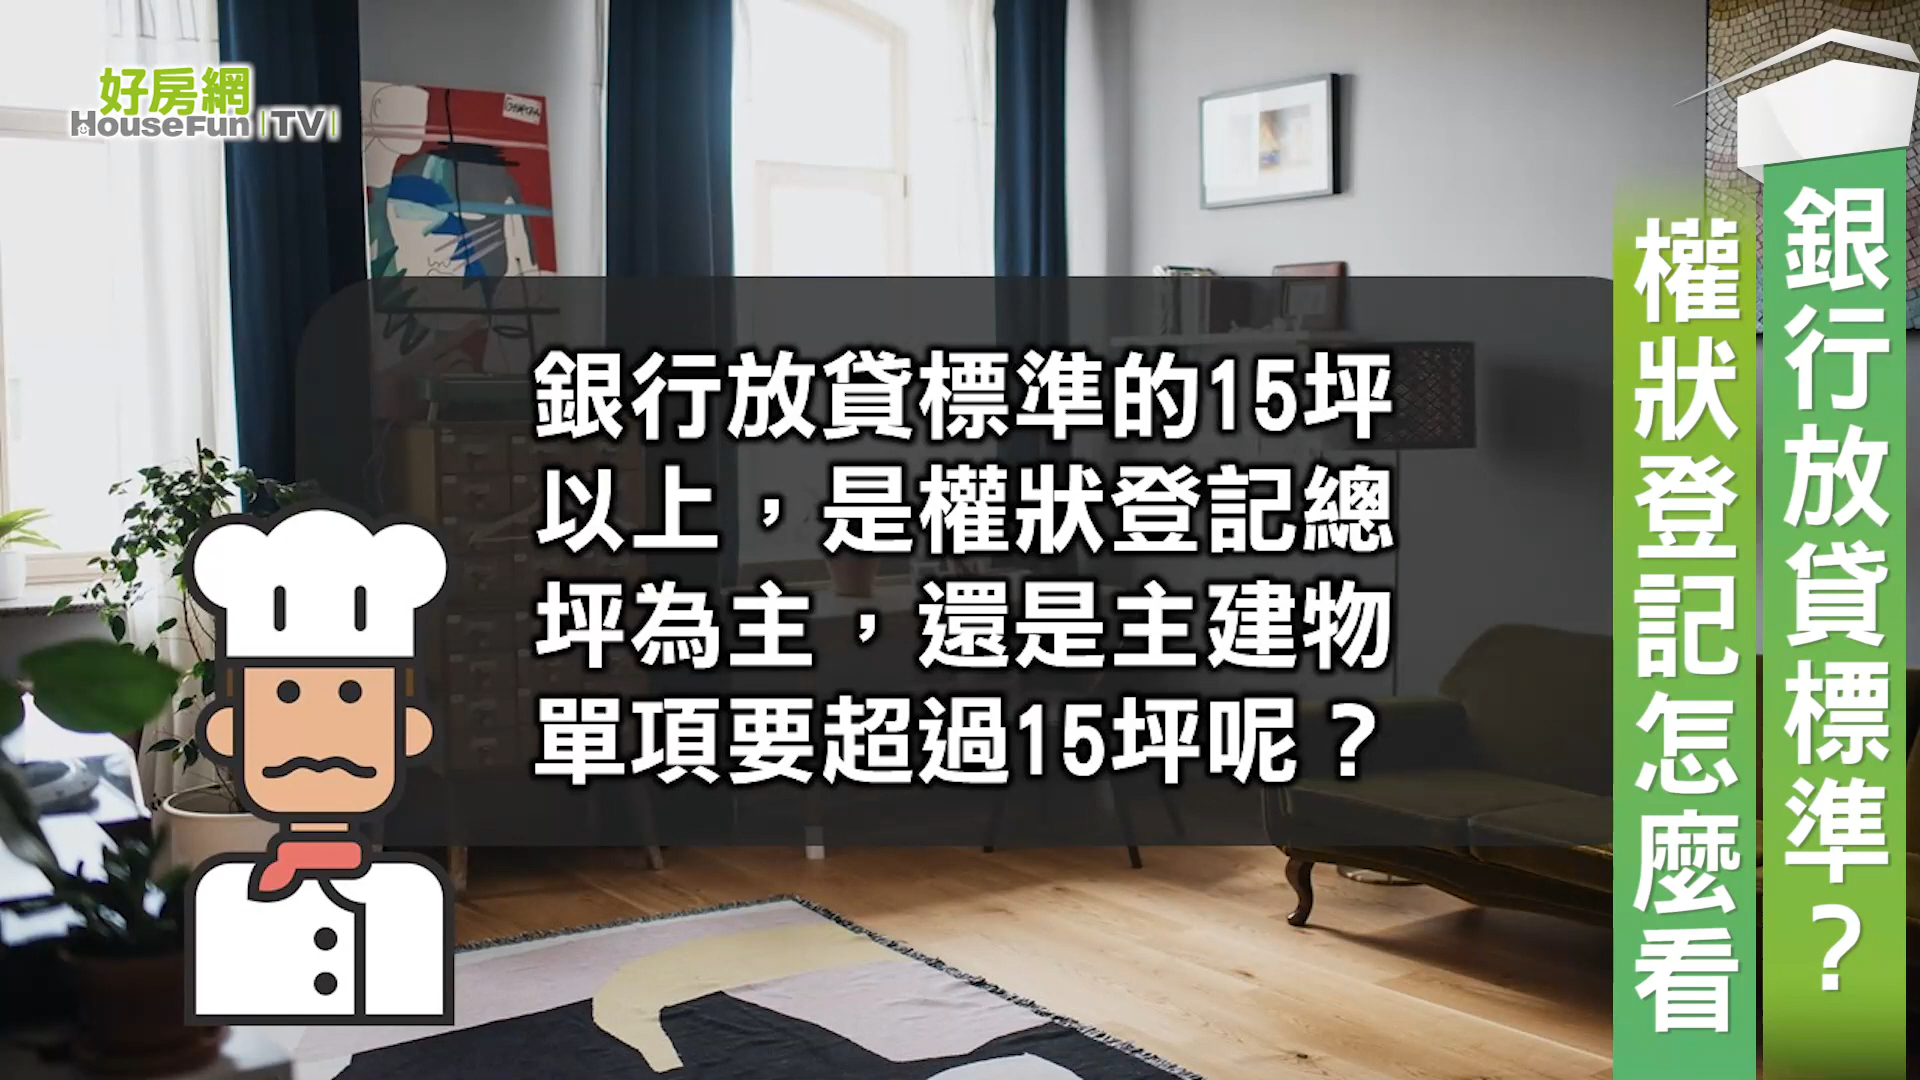 好房網
HouseFun TV
銀行放貸標準的15坪
以上，是權狀登記總
坪為主，還是主建物
單項要超過15坪呢？
銀行放貸標準？
權狀登記怎麼看